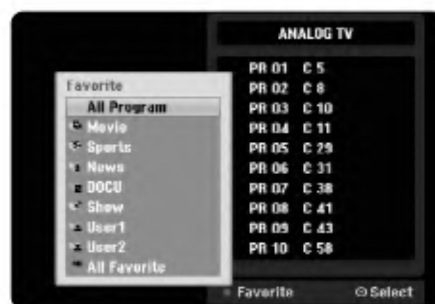 ANALOG TV
PR 01 C 5
PR 02 C 8
PR 03 C 10
PR 04 C 11
PR 05 C 29
PR 06 C 31
PR 07 C 38
PR 08 C 41
PR 09 C 43
PR 10 C 58
Favorite
All Program
Movie
Sports
News
DOCU
Show
User1
User2
All Favorite
Favorite
Select